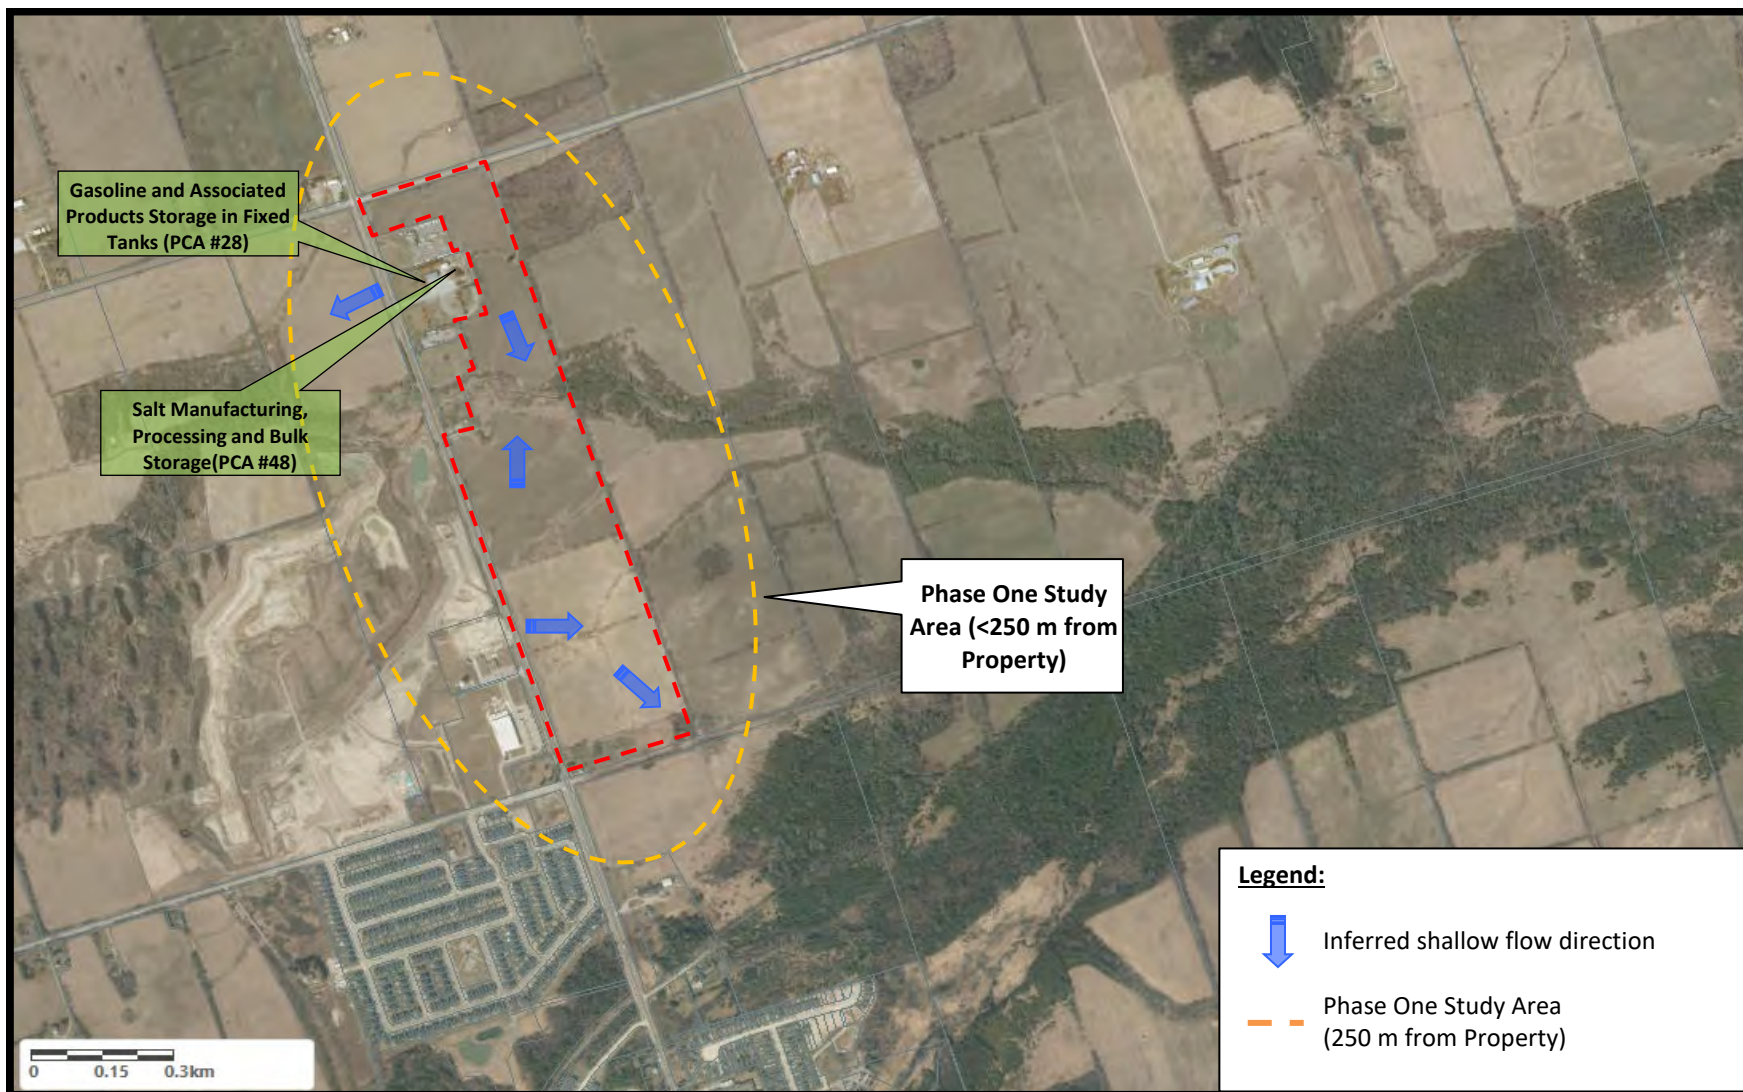 Gasoline and Associated
Products Storage in Fixed
Tanks (PCA #28)
Salt Manufacturing,
Processing and Bulk
Storage(PCA #48)
Phase One Study
Area (<250 m from
Property)
Legend:
Inferred shallow flow direction
Phase One Study Area
(250 m from Property)
0 0.15 0.3km